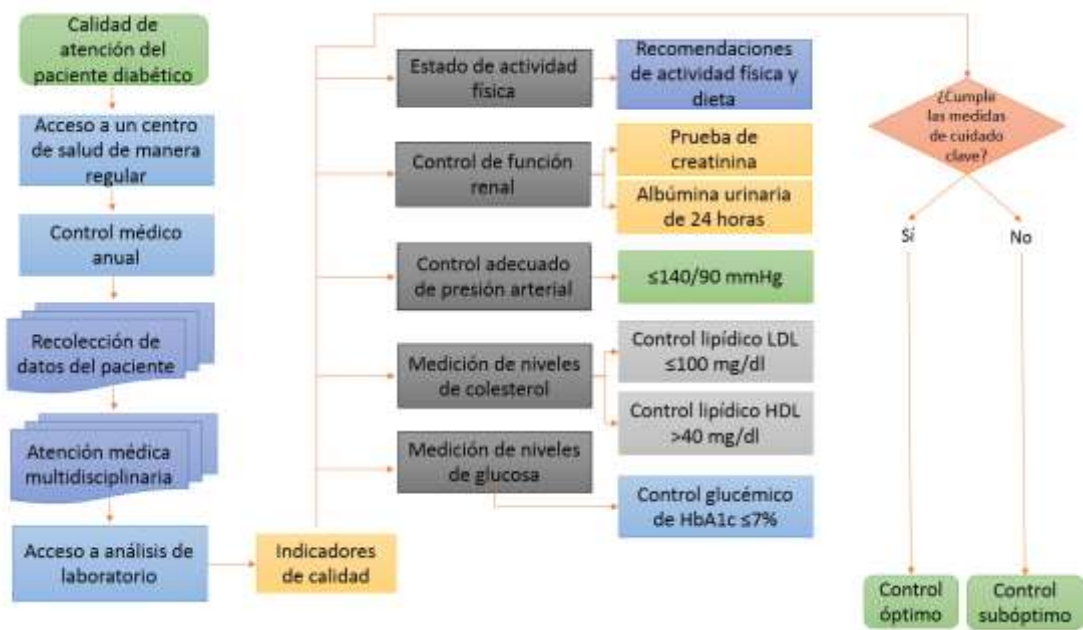 Calidad de
atención del
paciente diabético
Acceso a un centro
de salud de manera
regular
Control médico
anual
Recolección de
datos del paciente
Atención médica
multidisciplinaria
Acceso a análisis de
laboratorio
Indicadores
de calidad
Estado de actividad
física
Recomendaciones
de actividad física y
dieta
Control de función
renal
Prueba de
creatinina
Albúmina urinaria
de 24 horas
Control adecuado
de presión arterial
≤140/90 mmHg
Medición de niveles
de colesterol
Control lipídico LDL
≤100 mg/dl
Control lipídico HDL
>40 mg/dl
Medición de niveles
de glucosa
Control glucémico
de HbA1c ≤7%
¿Cumple
las medidas
de cuidado
clave?
Sí
No
Control
óptimo
Control
subóptimo